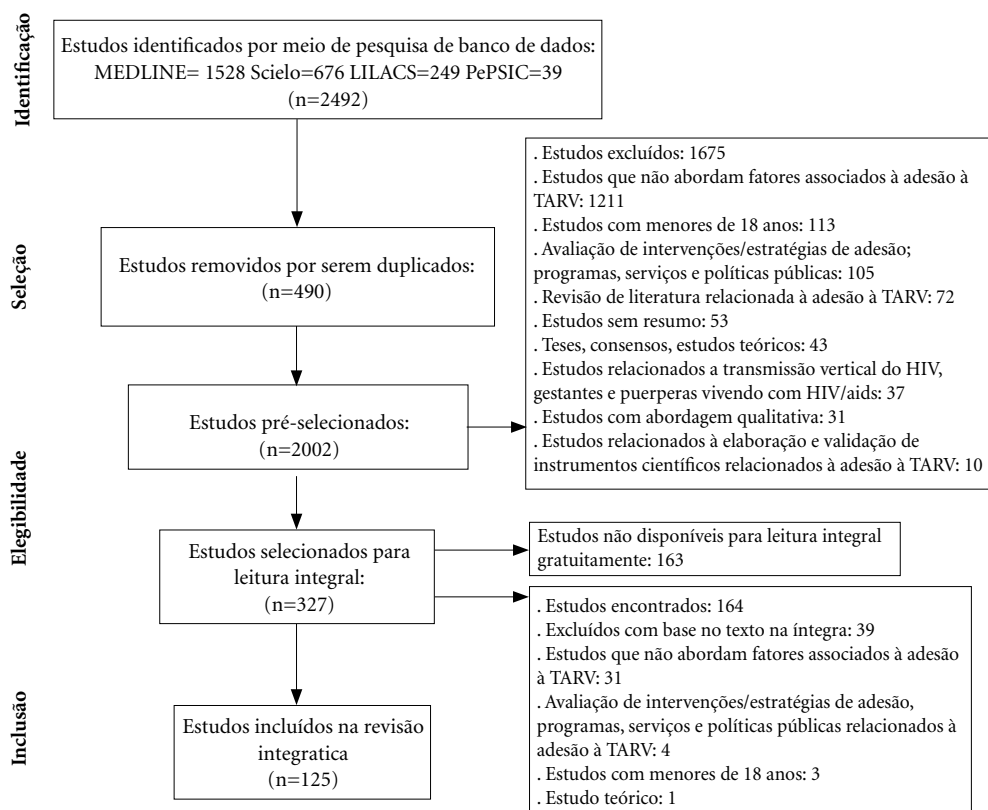 Identificação
Estudos identificados por meio de pesquisa de banco de dados:
MEDLINE= 1528 Scielo=676 LILACS=249 PePSIC=39
(n=2492)
Seleção
Estudos removidos por serem duplicados:
(n=490)
. Estudos excluídos: 1675
. Estudos que não abordam fatores associados à adesão à
TARV: 1211
. Estudos com menores de 18 anos: 113
. Avaliação de intervenções/estratégias de adesão;
programas, serviços e políticas públicas: 105
. Revisão de literatura relacionada à adesão à TARV: 72
. Estudos sem resumo: 53
. Teses, consensos, estudos teóricos: 43
. Estudos relacionados a transmissão vertical do HIV,
gestantes e puerperas vivendo com HIV/aids: 37
. Estudos com abordagem qualitativa: 31
. Estudos relacionados à elaboração e validação de
instrumentos científicos relacionados à adesão à TARV: 10
Estudos pré-selecionados:
(n=2002)
Elegibilidade
Estudos selecionados para
leitura integral:
(n=327)
Estudos não disponíveis para leitura integral
gratuitamente: 163
. Estudos encontrados: 164
. Excluídos com base no texto na íntegra: 39
. Estudos que não abordam fatores associados à adesão
à TARV: 31
. Avaliação de intervenções/estratégias de adesão,
programas, serviços e políticas públicas relacionados à
adesão à TARV: 4
. Estudos com menores de 18 anos: 3
. Estudo teórico: 1
Inclusão
Estudos incluídos na revisão
integratica
(n=125)